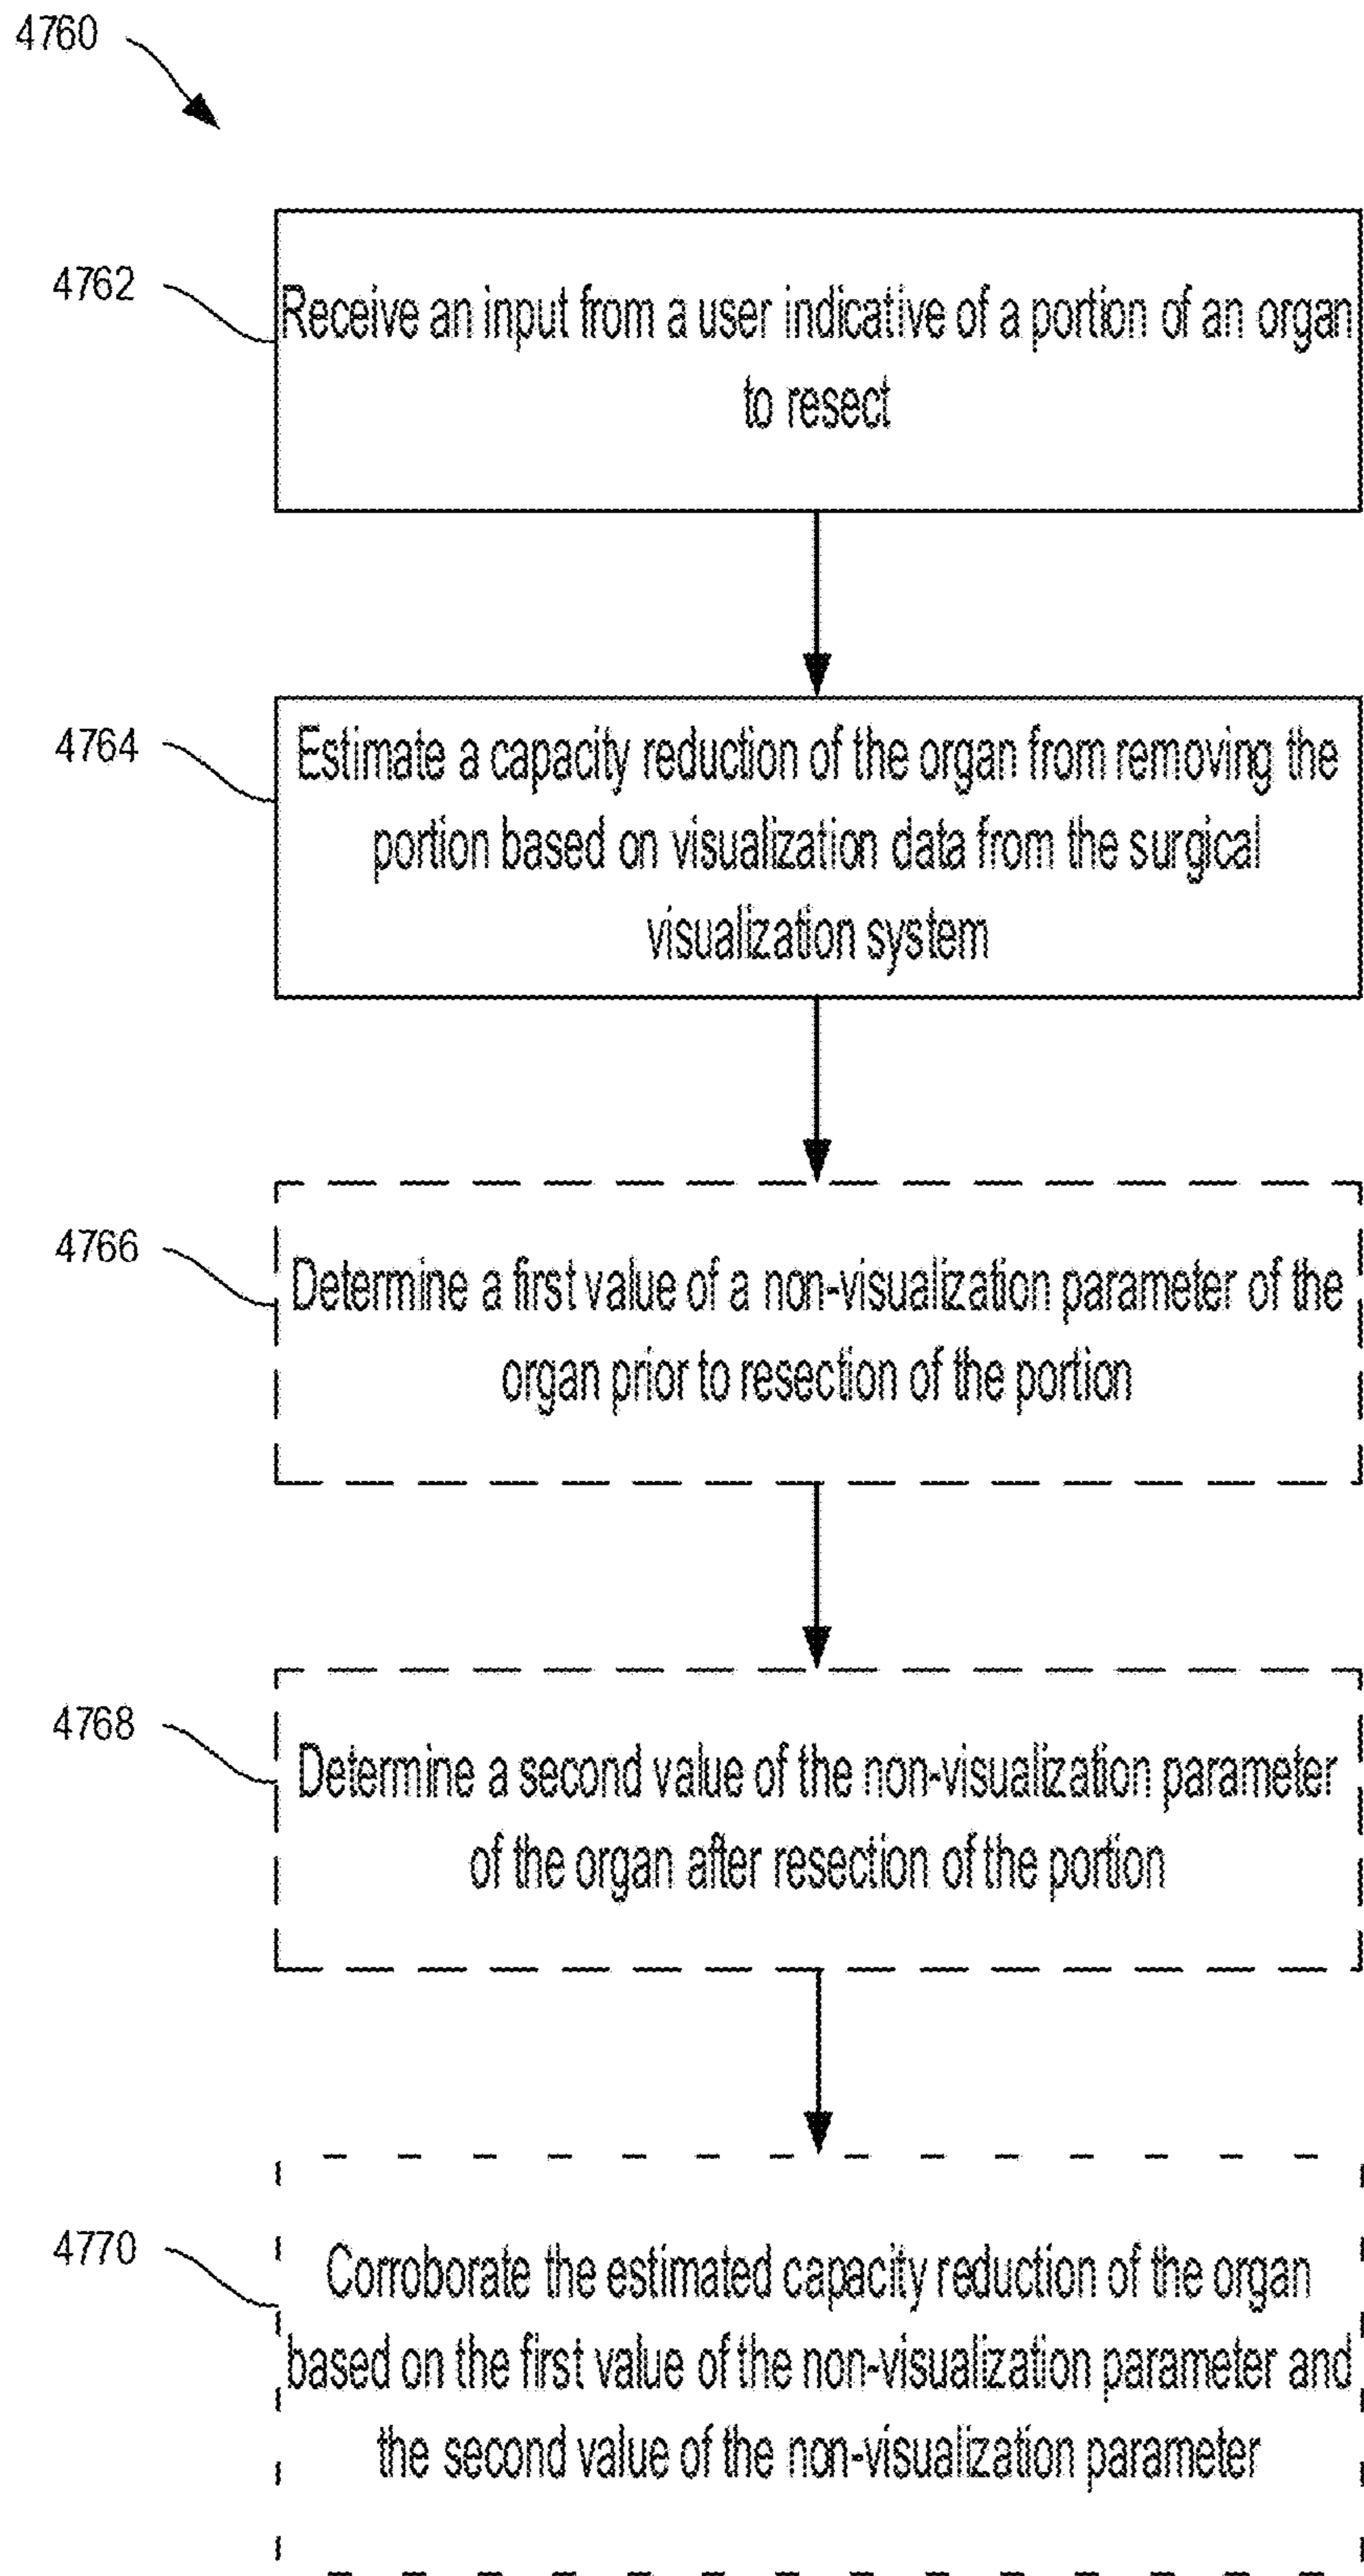 4760
4762
Receive an input from a user indicative of a portion of an organ
to resect
4764
Estimate a capacity reduction of the organ from removing the
portion based on visualization data from the surgical
visualization system
4766
Determine a first value of a non-visualization parameter of the
organ prior to resection of the portion
4768
Determine a second value of the non-visualization parameter
of the organ after resection of the portion
4770
Corroborate the estimated capacity reduction of the organ
based on the first value of the non-visualization parameter and
the second value of the non-visualization parameter